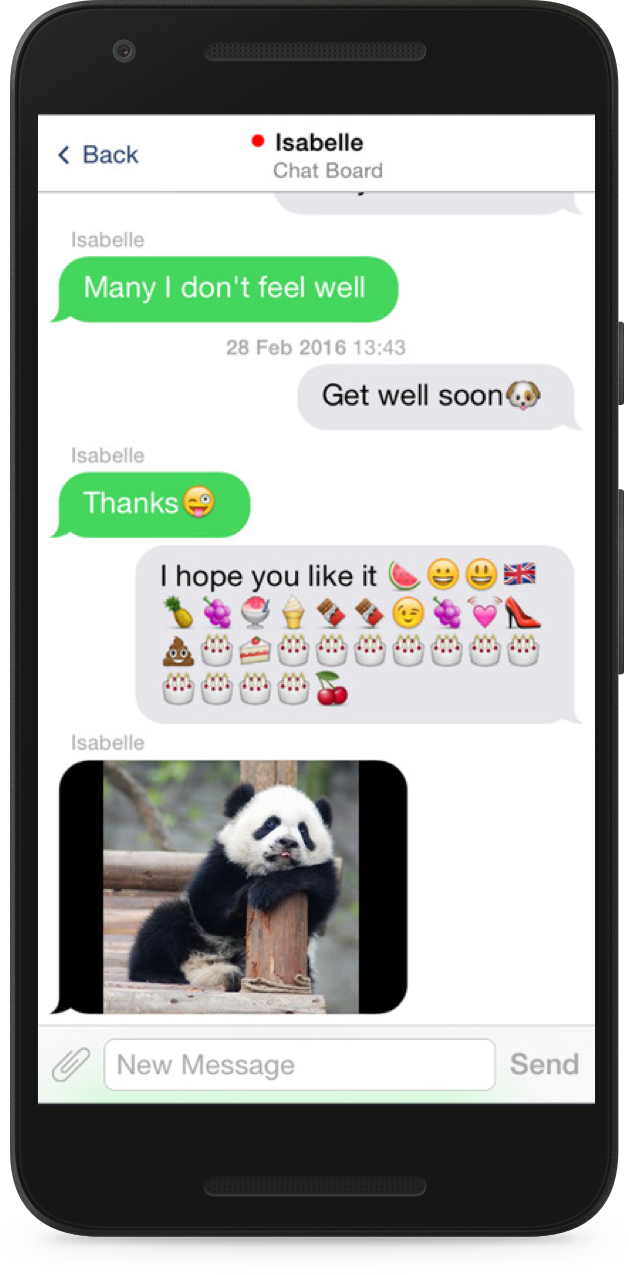 Back
Isabelle
Chat Board
Isabelle
Many I don't feel well
28 Feb 2016 13:43
Get well soon🐶
Isabelle
Thanks😜
I hope you like it 🍉😀😃🇬🇧
🍍🍇🍧🍦🍫🍫😉🍇💓👠
💩🎂🍰🎂🎂🎂🎂🎂🎂🎂
🎂🎂🎂🎂🍒
Isabelle
New Message
Send